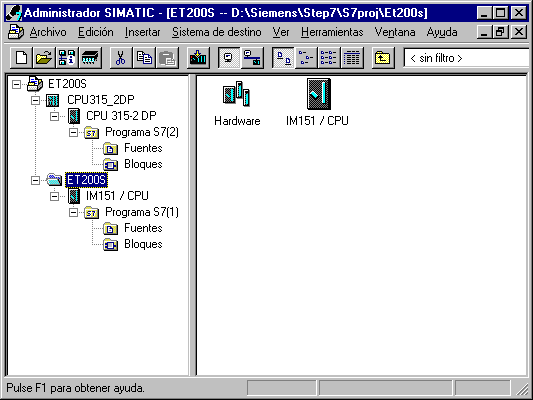 Administrador SIMATIC - [ET200S -- D:\Siemens\Step7\S7proj\Et200s]
Archivo Edición Insertar Sistema de destino Ver Herramientas Ventana Ayuda
< sin filtro >
ET200S
CPU315_2DP
CPU 315-2 DP
Programa S7(2)
Fuentes
Bloques
ET200S
IM151 / CPU
Programa S7(1)
Fuentes
Bloques
Hardware IM151 / CPU
Pulse F1 para obtener ayuda.